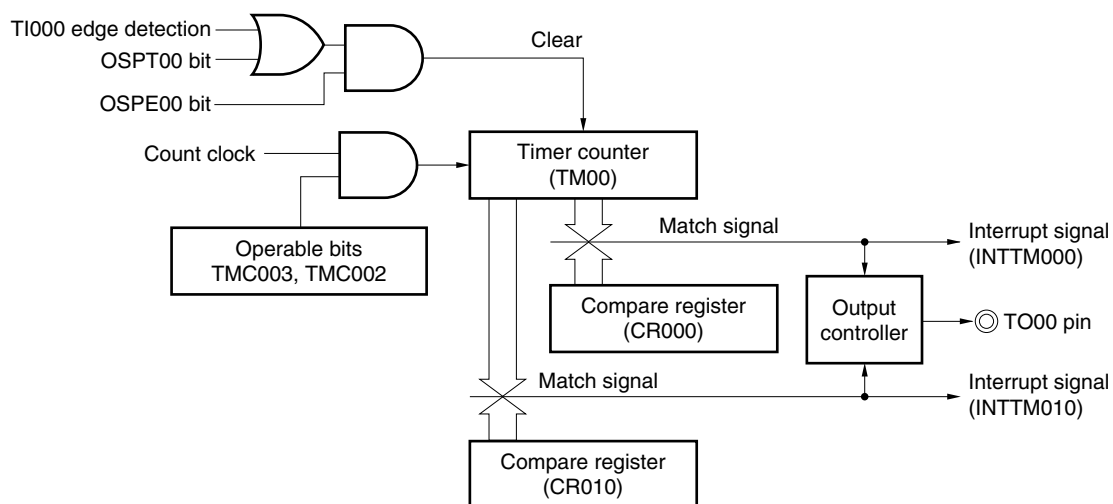 TI000 edge detection
OSPT00 bit
OSPE00 bit
Clear
Count clock
Timer counter
(TM00)
Operable bits
TMC003, TMC002
Match signal
Interrupt signal
(INTTM000)
Compare register
(CR000)
Output
controller
TO00 pin
Match signal
Interrupt signal
(INTTM010)
Compare register
(CR010)